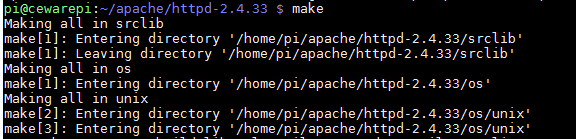 pi@cewarepi:~/apache/httpd-2.4.33 $ make
Making all in srclib
make[1]: Entering directory '/home/pi/apache/httpd-2.4.33/srclib'
make[1]: Leaving directory '/home/pi/apache/httpd-2.4.33/srclib'
Making all in os
make[1]: Entering directory '/home/pi/apache/httpd-2.4.33/os'
Making all in unix
make[2]: Entering directory '/home/pi/apache/httpd-2.4.33/os/unix'
make[3]: Entering directory '/home/pi/apache/httpd-2.4.33/os/unix'